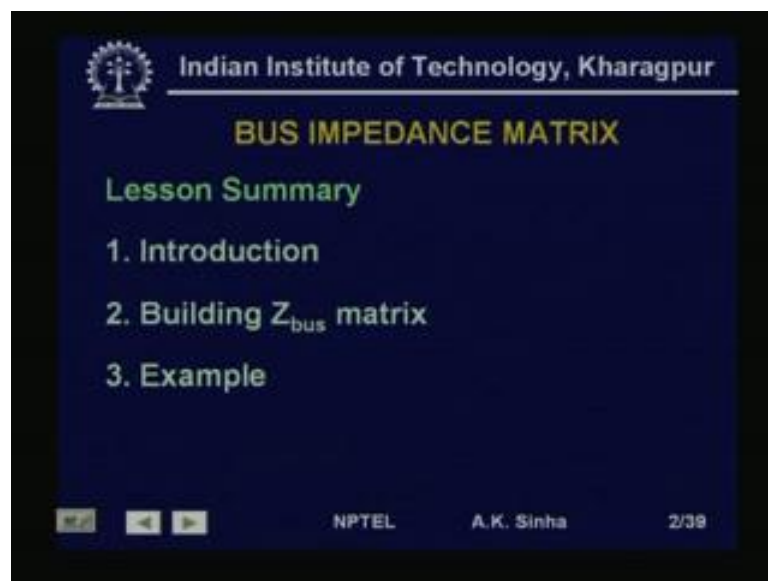 Indian Institute of Technology, Kharagpur
BUS IMPEDANCE MATRIX
Lesson Summary
1. Introduction
2. Building Zbus matrix
3. Example
NPTEL A.K. Sinha 2/39